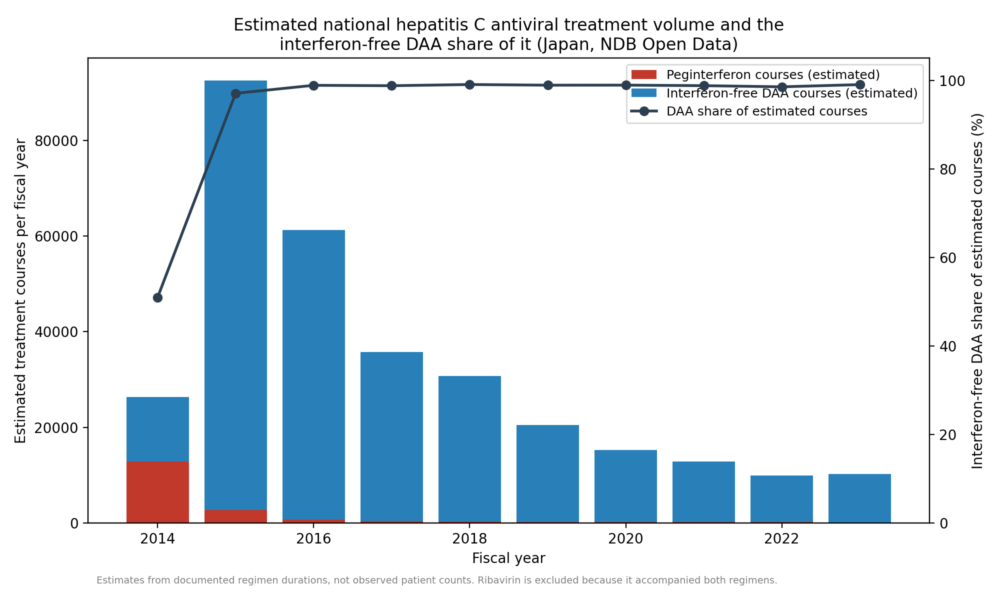 Estimated national hepatitis C antiviral treatment volume and the
interferon-free DAA share of it (Japan, NDB Open Data)
Peginterferon courses (estimated)
Interferon-free DAA courses (estimated)
DAA share of estimated courses
Estimated treatment courses per fiscal year
80000
60000
40000
20000
0
100
80
60
40
20
0
Interferon-free DAA share of estimated courses (%)
2014
2016
2018
2020
2022
Fiscal year
Estimates from documented regimen durations, not observed patient counts. Ribavirin is excluded because it accompanied both regimens.